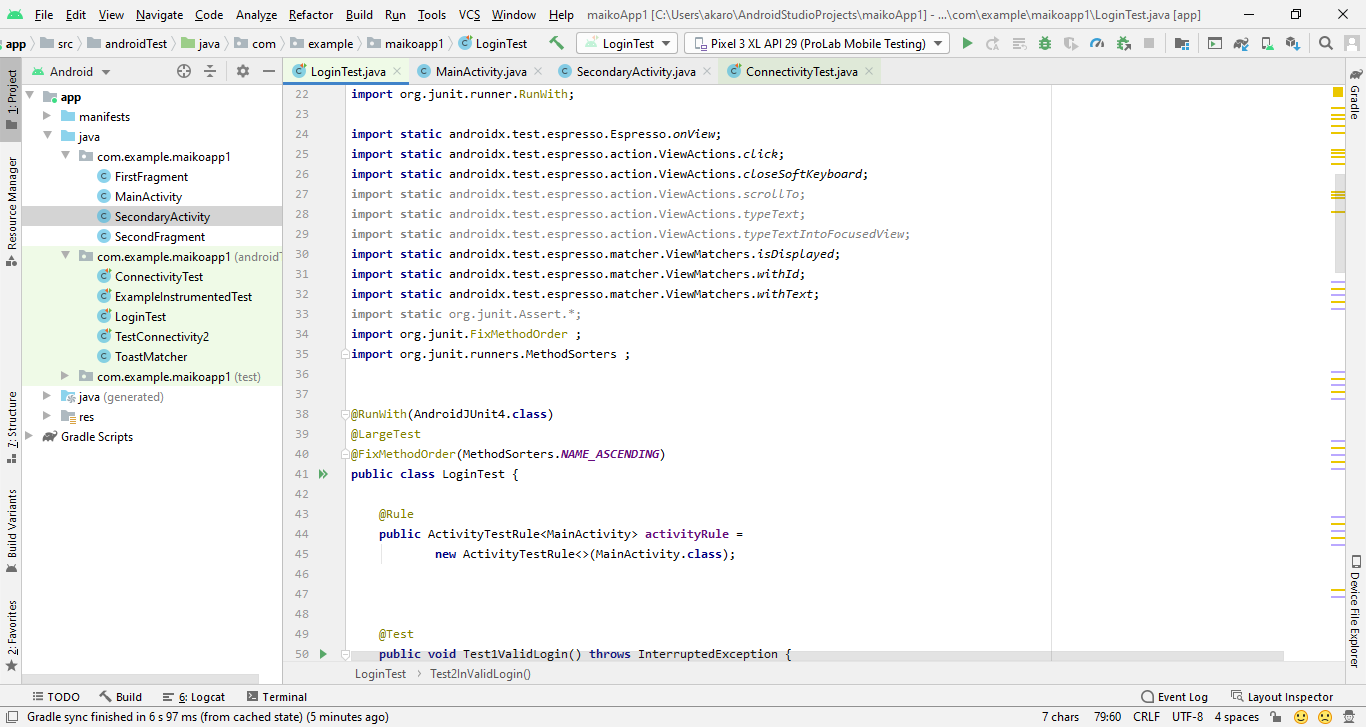 File Edit View Navigate Code Analyze Refactor Build Run Tools VCS Window Help maikoApp1 [C:\Users\akaro\AndroidStudioProjects\maikoApp1] - ...\com\example\maikoapp1\LoginTest.java [app]
app src androidTest java com example maikoapp1 LoginTest LoginTest Pixel 3 XL API 29 (ProLab Mobile Testing)
Android LoginTest.java MainActivity.java SecondaryActivity.java ConnectivityTest.java
1: Project
Resource Manager
7: Structure
Build Variants
2: Favorites
app
manifests
java
com.example.maikoapp1
FirstFragment
MainActivity
SecondaryActivity
SecondFragment
com.example.maikoapp1 (androidT
ConnectivityTest
ExampleInstrumentedTest
LoginTest
TestConnectivity2
ToastMatcher
com.example.maikoapp1 (test)
java (generated)
res
Gradle Scripts
22 import org.junit.runner.RunWith;
23
24 import static androidx.test.espresso.Espresso.onView;
25 import static androidx.test.espresso.action.ViewActions.click;
26 import static androidx.test.espresso.action.ViewActions.closeSoftKeyboard;
27 import static androidx.test.espresso.action.ViewActions.scrollTo;
28 import static androidx.test.espresso.action.ViewActions.typeText;
29 import static androidx.test.espresso.action.ViewActions.typeTextIntoFocusedView;
30 import static androidx.test.espresso.matcher.ViewMatchers.isDisplayed;
31 import static androidx.test.espresso.matcher.ViewMatchers.withId;
32 import static androidx.test.espresso.matcher.ViewMatchers.withText;
33 import static org.junit.Assert.*;
34 import org.junit.FixMethodOrder ;
35 import org.junit.runners.MethodSorters ;
36
37
38 @RunWith(AndroidJUnit4.class)
39 @LargeTest
40 @FixMethodOrder(MethodSorters.NAME_ASCENDING)
41 public class LoginTest {
42
43 @Rule
44 public ActivityTestRule<MainActivity> activityRule =
45 new ActivityTestRule<>(MainActivity.class);
46
47
48
49 @Test
50 public void Test1ValidLogin() throws InterruptedException {
LoginTest Test2InValidLogin()
Gradle
Device File Explorer
TODO Build 6: Logcat Terminal Event Log Layout Inspector
Gradle sync finished in 6 s 97 ms (from cached state) (5 minutes ago) 7 chars 79:60 CRLF UTF-8 4 spaces